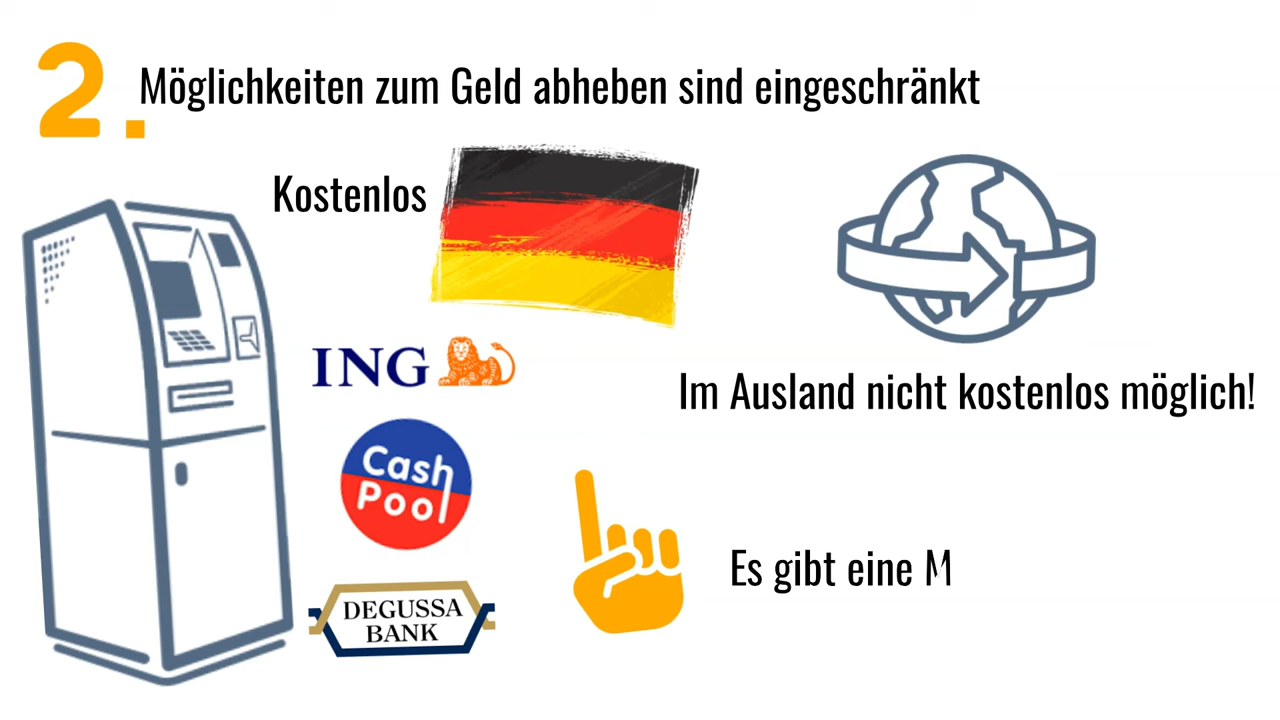 2. Möglichkeiten zum Geld abheben sind eingeschränkt
Kostenlos
ING
Cash
Pool
DEGUSSA
BANK
Im Ausland nicht kostenlos möglich!
Es gibt eine M